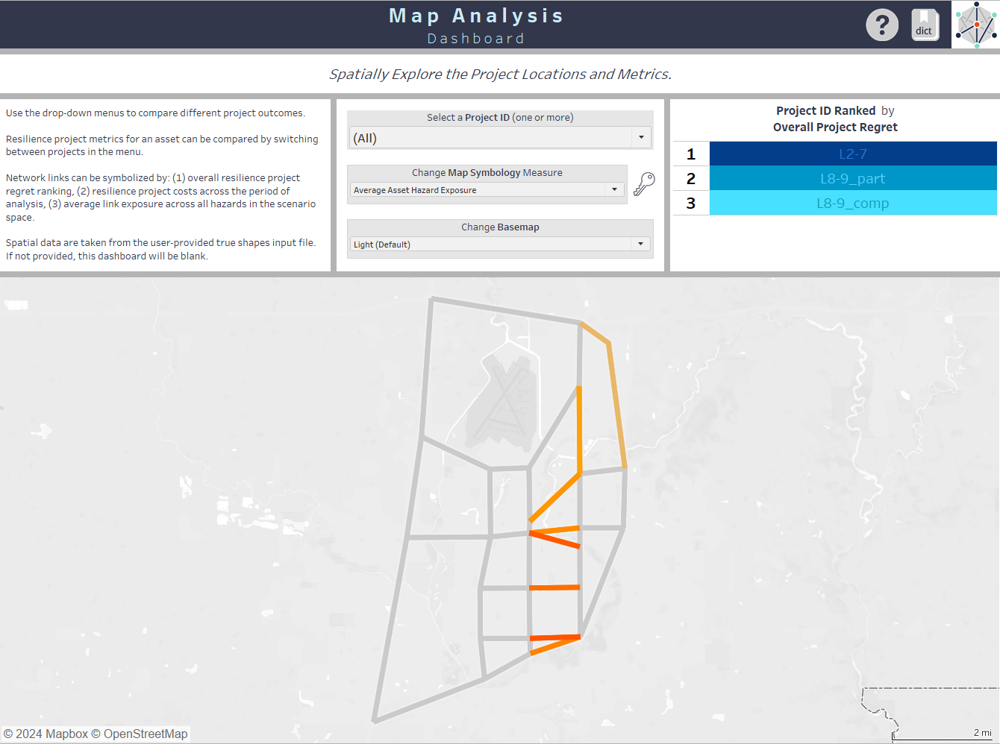 Map Analysis
Dashboard
?
dict
Spatially Explore the Project Locations and Metrics.
Use the drop-down menus to compare different project outcomes.
Resilience project metrics for an asset can be compared by switching
between projects in the menu.
Network links can be symbolized by: (1) overall resilience project
regret ranking, (2) resilience project costs across the period of
analysis, (3) average link exposure across all hazards in the scenario
space.
Spatial data are taken from the user-provided true shapes input file.
If not provided, this dashboard will be blank.
Select a Project ID (one or more)
(All)
Change Map Symbology Measure
Average Asset Hazard Exposure
Change Basemap
Light (Default)
Project ID Ranked by
Overall Project Regret
1 L2-7
2 L8-9_part
3 L8-9_comp
© 2024 Mapbox © OpenStreetMap
2 mi